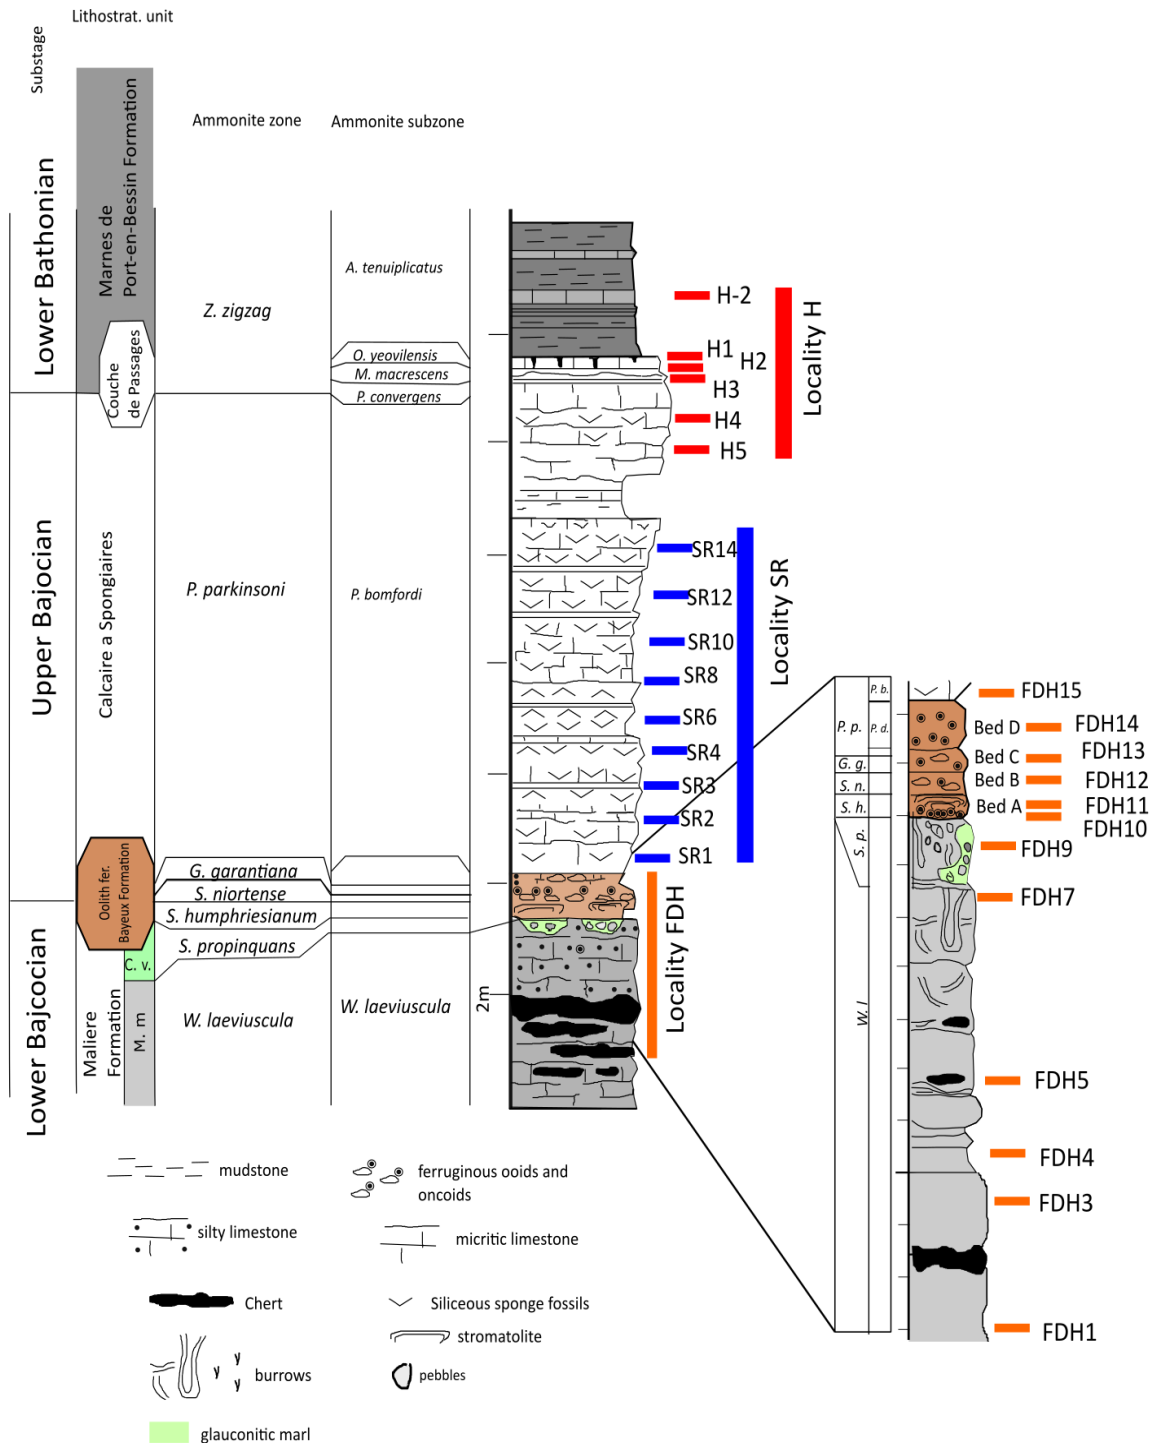 Lithostrat. unit
Substage
Ammonite zone
Ammonite subzone
Lower Bathonian
Marnes de
Port-en-Bessin Formation
Couche
de Passages
Z. zigzag
A. tenuiplicatus
O. yeovilensis
M. macrescens
P. convergens
H-2
H1
H2
H3
H4
H5
Locality H
Upper Bajocian
Calcaire a Spongiaires
P. parkinsoni
P. bomfordi
SR14
SR12
SR10
SR8
SR6
SR4
SR3
SR2
SR1
Locality SR
Oolith fer.
Bayeux Formation
G. garantiana
S. niortense
S. humphriesianum
S. propinquans
Lower Bajcocian
Maliere
Formation
C. v.
M. m
W. laeviuscula
W. laeviuscula
2m
Locality FDH
P. b.
P. p.
P. d.
G. g.
S. n.
S. h.
S. p.
W. l
Bed D
Bed C
Bed B
Bed A
FDH15
FDH14
FDH13
FDH12
FDH11
FDH10
FDH9
FDH7
FDH5
FDH4
FDH3
FDH1
mudstone
ferruginous ooids and
oncoids
silty limestone
micritic limestone
Chert
Siliceous sponge fossils
stromatolite
burrows
pebbles
glauconitic marl